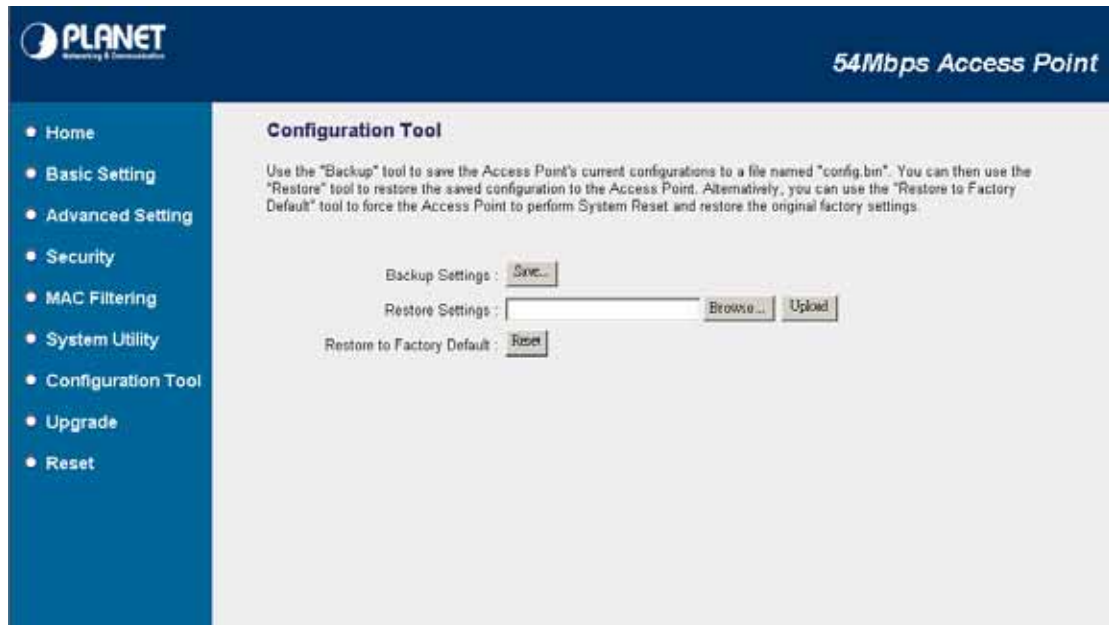 PLANET
Networking & Communication
54Mbps Access Point
Home
Basic Setting
Advanced Setting
Security
MAC Filtering
System Utility
Configuration Tool
Upgrade
Reset
Configuration Tool
Use the "Backup" tool to save the Access Point's current configurations to a file named "config.bin". You can then use the
"Restore" tool to restore the saved configuration to the Access Point. Alternatively, you can use the "Restore to Factory
Default" tool to force the Access Point to perform System Reset and restore the original factory settings.
Backup Settings : Save...
Restore Settings : Browse... Upload
Restore to Factory Default : Reset